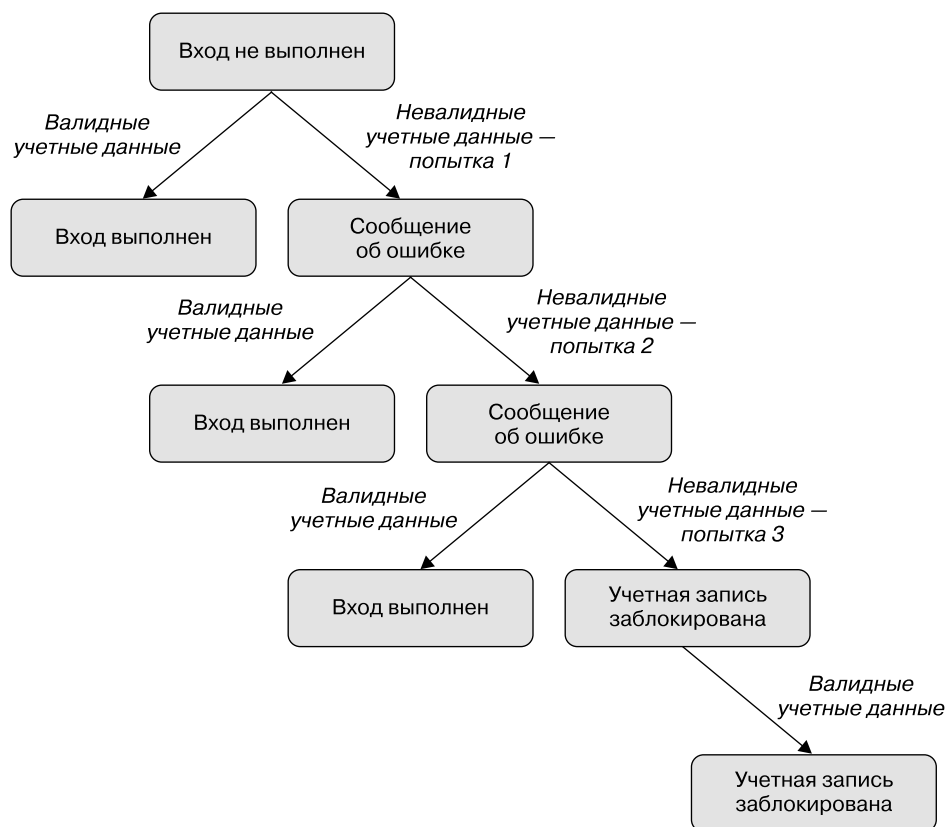 Вход не выполнен
Валидные
учетные данные
Невалидные
учетные данные —
попытка 1
Вход выполнен
Сообщение
об ошибке
Валидные
учетные данные
Невалидные
учетные данные —
попытка 2
Вход выполнен
Сообщение
об ошибке
Валидные
учетные данные
Невалидные
учетные данные —
попытка 3
Вход выполнен
Учетная запись
заблокирована
Валидные
учетные данные
Учетная запись
заблокирована